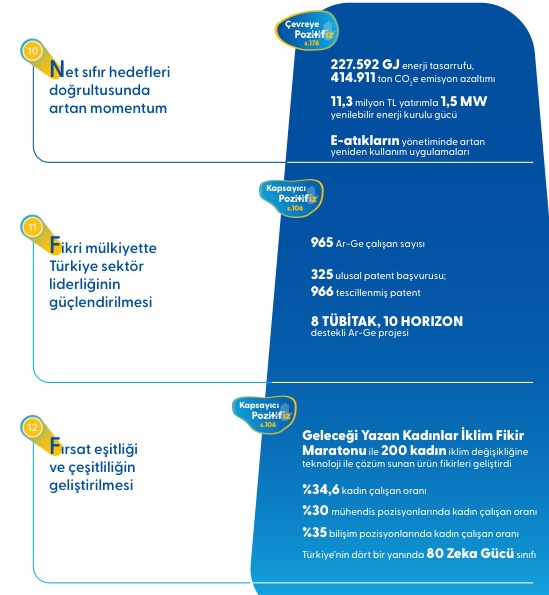 Çevreye
Pozitifiz
s.178
10
Net sıfır hedefleri
doğrultusunda
artan momentum
227.592 GJ enerji tasarrufu,
414.911 ton CO2e emisyon azaltımı
11,3 milyon TL yatırımla 1,5 MW
yenilebilir enerji kurulu gücü
E-atıkların yönetiminde artan
yeniden kullanım uygulamaları
Kapsayıcı
Pozitifiz
s.106
11
Fikri mülkiyette
Türkiye sektör
liderliğinin
güçlendirilmesi
965 Ar-Ge çalışan sayısı
325 ulusal patent başvurusu;
966 tescillenmiş patent
8 TÜBİTAK, 10 HORIZON
destekli Ar-Ge projesi
Kapsayıcı
Pozitifiz
s.106
12
Fırsat eşitliği
ve çeşitliliğin
geliştirilmesi
Geleceği Yazan Kadınlar İklim Fikir
Maratonu ile 200 kadın iklim değişikliğine
teknoloji ile çözüm sunan ürün fikirleri geliştirdi
%34,6 kadın çalışan oranı
%30 mühendis pozisyonlarında kadın çalışan oranı
%35 bilişim pozisyonlarında kadın çalışan oranı
Türkiye'nin dört bir yanında 80 Zeka Gücü sınıfı